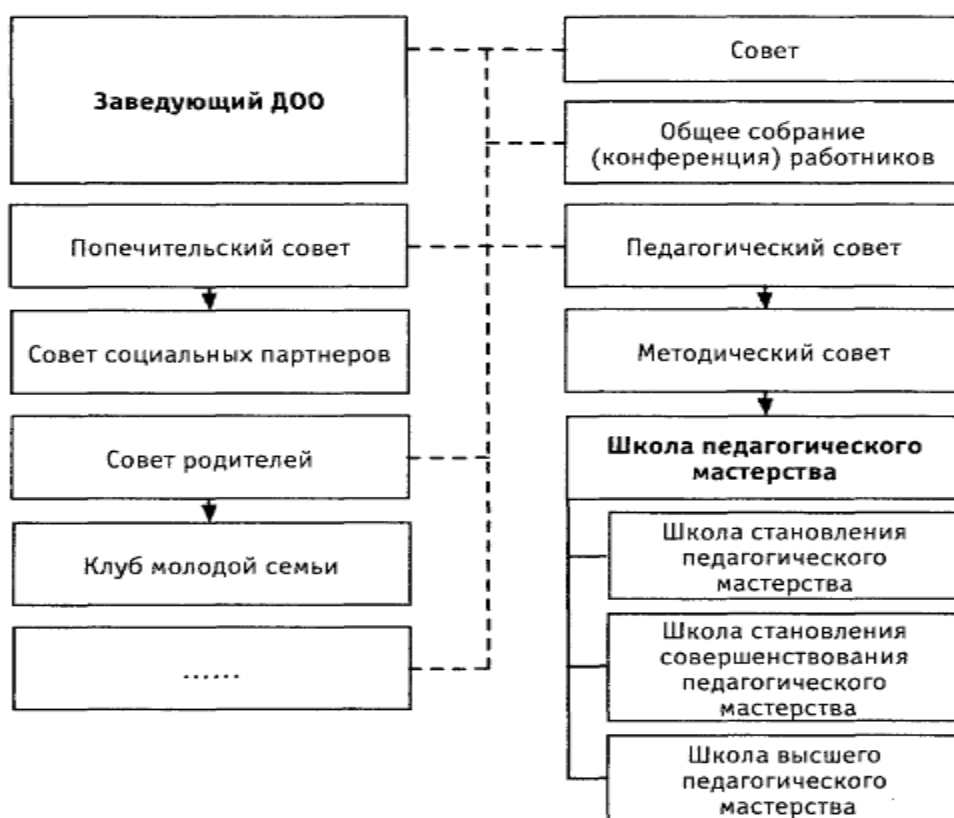 Заведующий ДОО
Попечительский совет
Совет социальных партнеров
Совет родителей
Клуб молодой семьи
......
Совет
Общее собрание
(конференция) работников
Педагогический совет
Методический совет
Школа педагогического
мастерства
Школа становления
педагогического
мастерства
Школа становления
совершенствования
педагогического
мастерства
Школа высшего
педагогического
мастерства